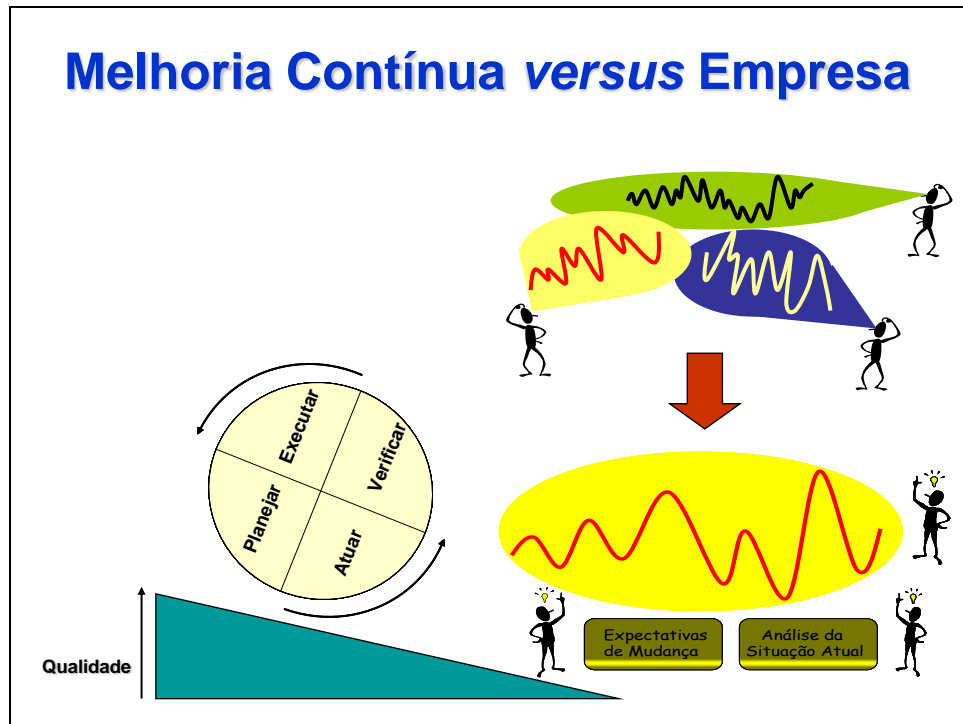 Melhoria Contínua versus Empresa
Executar
Verificar
Planejar
Atuar
Qualidade
Expectativas
de Mudança
Análise da
Situação Atual